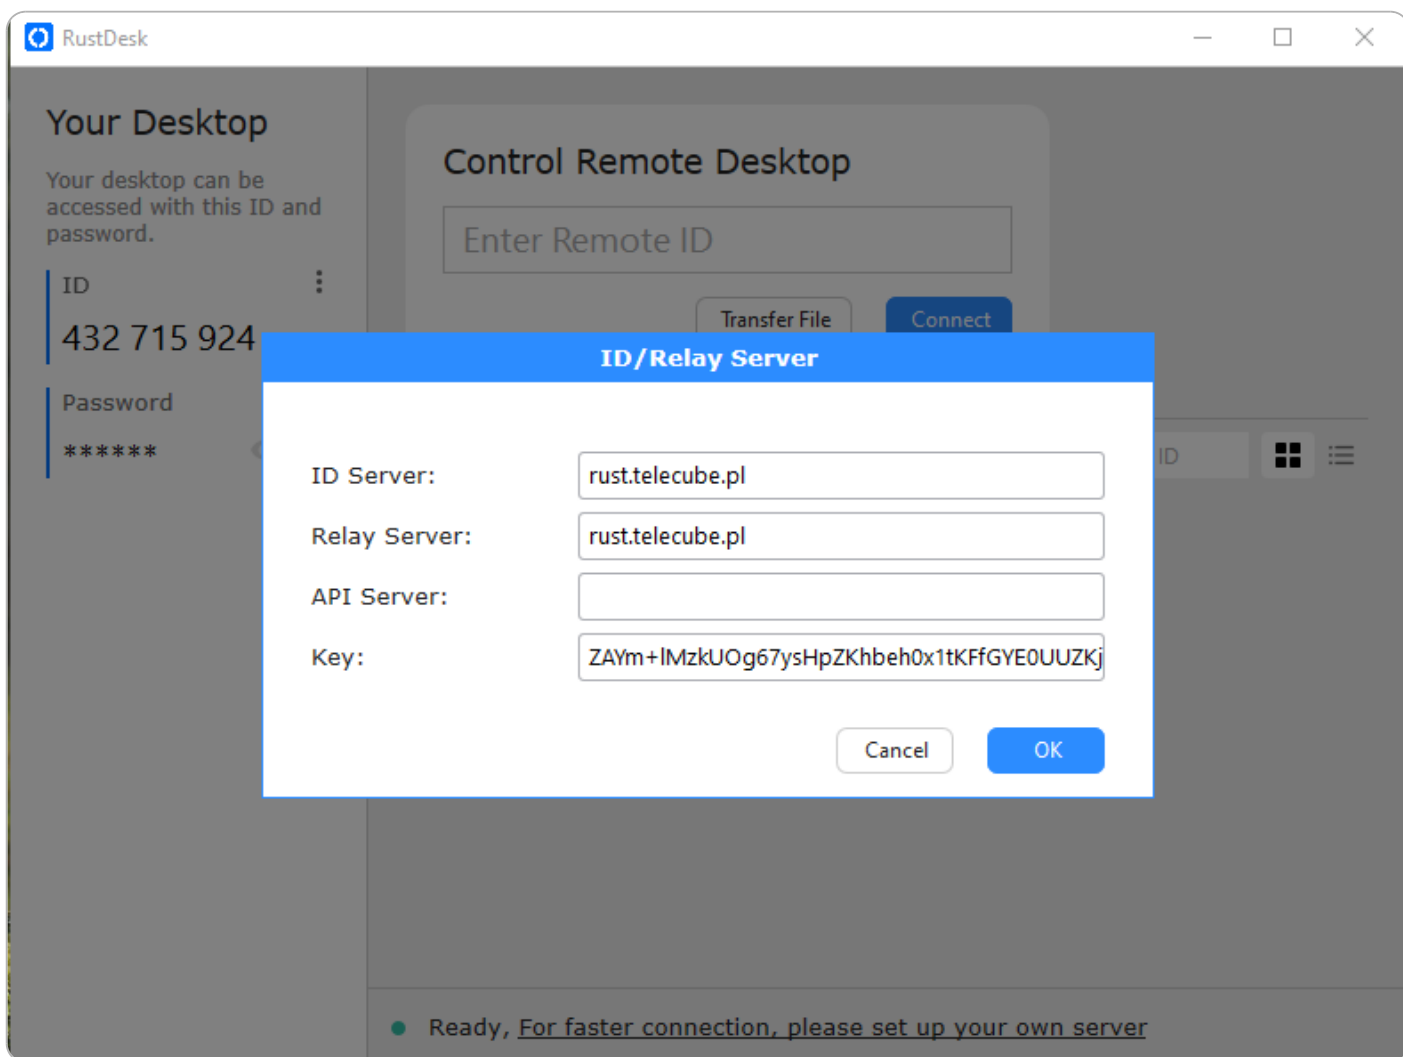 RustDesk
Your Desktop
Your desktop can be
accessed with this ID and
password.
ID
432 715 924
Password
******
Control Remote Desktop
Enter Remote ID
Transfer File
Connect
ID
ID/Relay Server
ID Server:
rust.telecube.pl
Relay Server:
rust.telecube.pl
API Server:
Key:
ZAYm+lMzkUOg67ysHpZKhbeh0x1tKFfGYE0UUZKj
Cancel
OK
Ready, For faster connection, please set up your own server